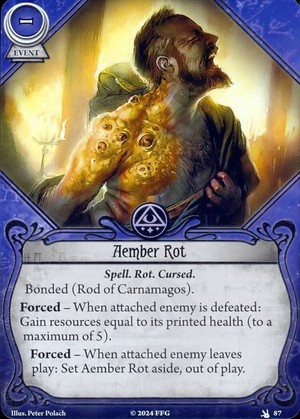 EVENT
Aember Rot
Spell. Rot. Cursed.
Bonded (Rod of Carnamagos).
Forced – When attached enemy is defeated:
Gain resources equal to its printed health (to a
maximum of 5).
Forced – When attached enemy leaves
play: Set Aember Rot aside, out of play.
Illus. Peter Polach
© 2024 FFG
87